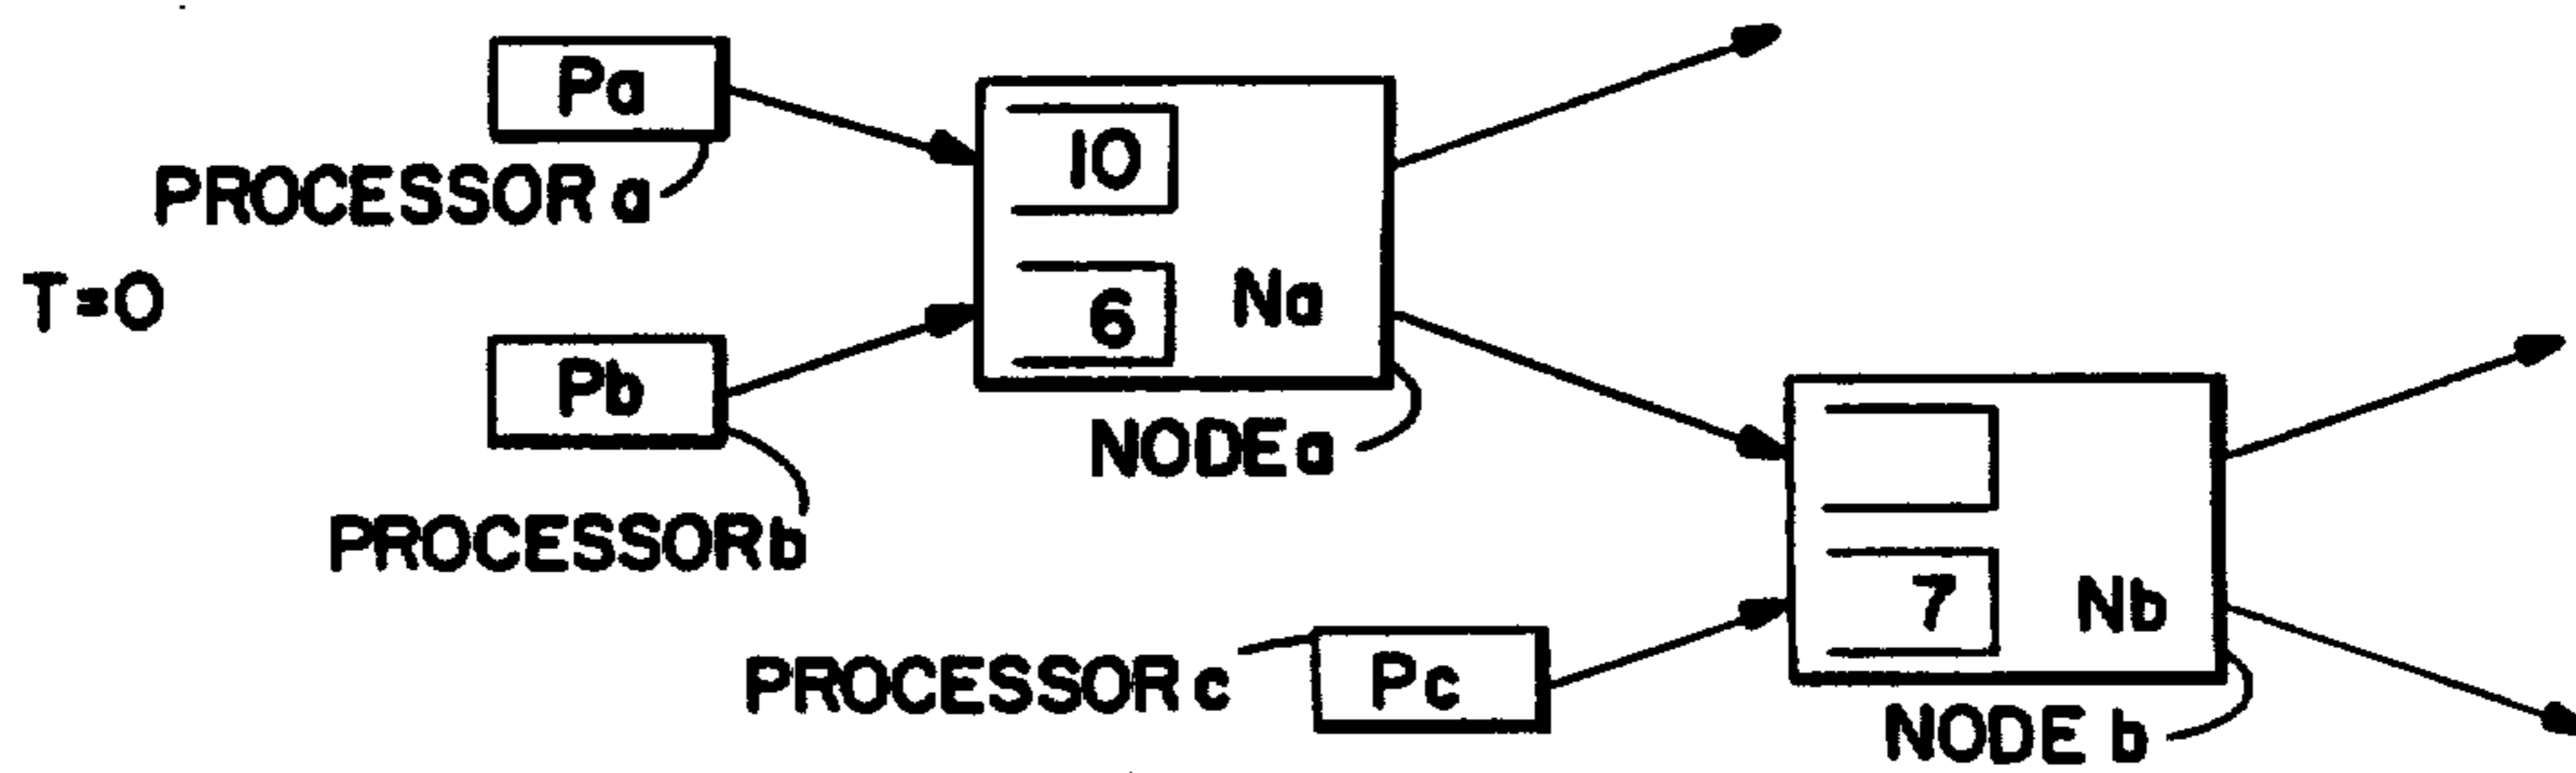 Pa
10
PROCESSOR a
T=0
6
Na
Pb
NODE a
PROCESSOR b
7
Nb
PROCESSOR c
Pc
NODE b